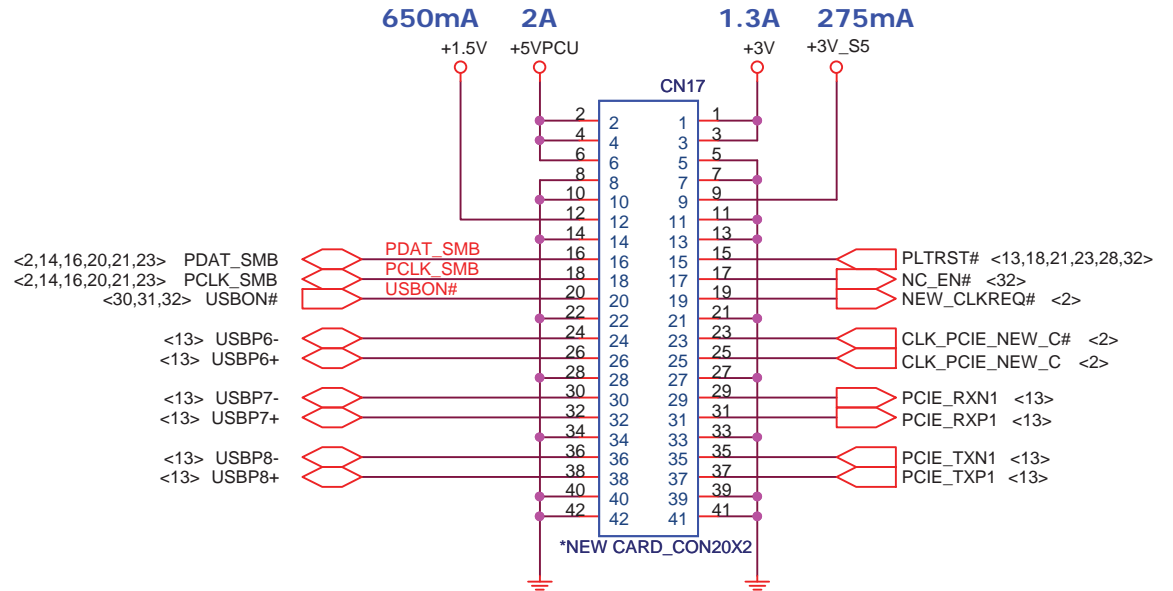 650mA 2A 1.3A 275mA
+1.5V +5VPCU +3V +3V_S5
CN17
2 2 1 1
4 4 3 3
6 6 5 5
8 8 7 7
10 10 9 9
12 12 11 11
14 14 13 13
<2,14,16,20,21,23> PDAT_SMB PDAT_SMB 16 16 15 15 PLTRST# <13,18,21,23,28,32>
<2,14,16,20,21,23> PCLK_SMB PCLK_SMB 18 18 17 17 NC_EN# <32>
<30,31,32> USBON# USBON# 20 20 19 19 NEW_CLKREQ# <2>
22 22 21 21
<13> USBP6- 24 24 23 23 CLK_PCIE_NEW_C# <2>
<13> USBP6+ 26 26 25 25 CLK_PCIE_NEW_C <2>
28 28 27 27
<13> USBP7- 30 30 29 29 PCIE_RXN1 <13>
<13> USBP7+ 32 32 31 31 PCIE_RXP1 <13>
34 34 33 33
<13> USBP8- 36 36 35 35 PCIE_TXN1 <13>
<13> USBP8+ 38 38 37 37 PCIE_TXP1 <13>
40 40 39 39
42 42 41 41
*NEW CARD_CON20X2